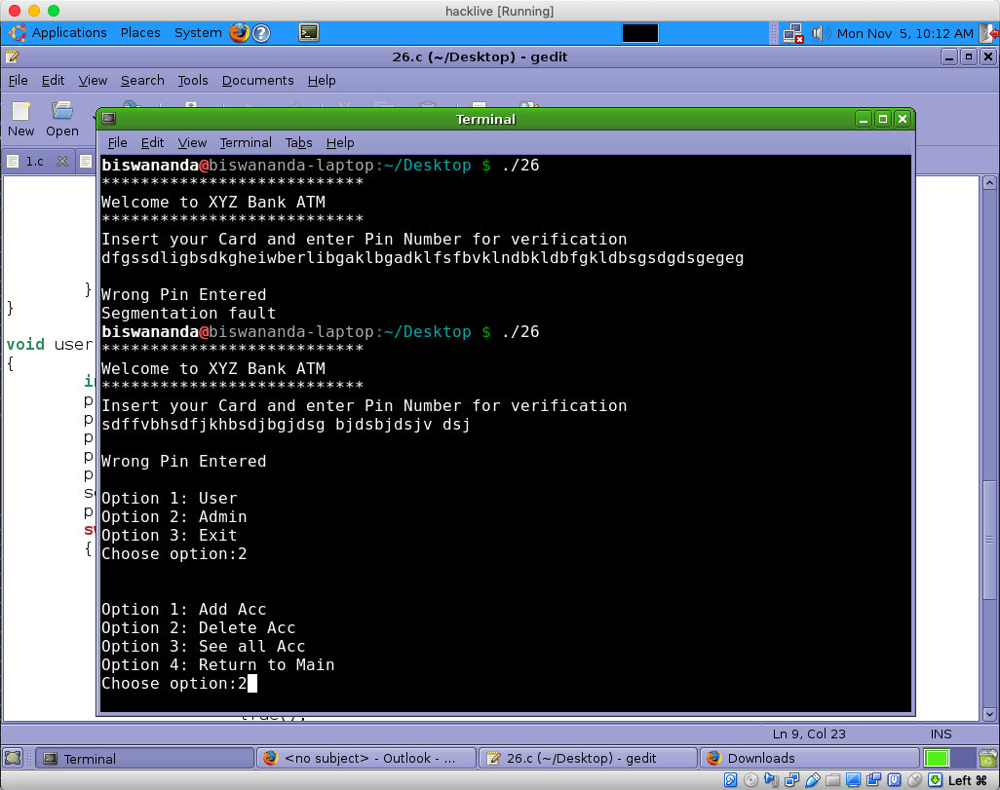 hacklive [Running]
Applications Places System Mon Nov 5, 10:12 AM
26.c (~/Desktop) - gedit
File Edit View Search Tools Documents Help
New Open
Terminal
File Edit View Terminal Tabs Help
1.c
biswananda@biswananda-laptop:~/Desktop $ ./26
***************************
Welcome to XYZ Bank ATM
***************************
Insert your Card and enter Pin Number for verification
dfgssdligbsdkgheiwberlibgaklbgadklfsfbvklndbkldbfgkldbsgsdgdsgegeg
Wrong Pin Entered
Segmentation fault
biswananda@biswananda-laptop:~/Desktop $ ./26
***************************
Welcome to XYZ Bank ATM
***************************
Insert your Card and enter Pin Number for verification
sdffvbhsdfjkhbsdjbgjdsg bjdsbjdsjv dsj
Wrong Pin Entered
Option 1: User
Option 2: Admin
Option 3: Exit
Choose option:2
Option 1: Add Acc
Option 2: Delete Acc
Option 3: See all Acc
Option 4: Return to Main
Choose option:2
}
}
void user
{
p
p
p
p
p
p
{
Ln 9, Col 23 INS
Terminal <no subject> - Outlook - ... 26.c (~/Desktop) - gedit Downloads
Left ⌘